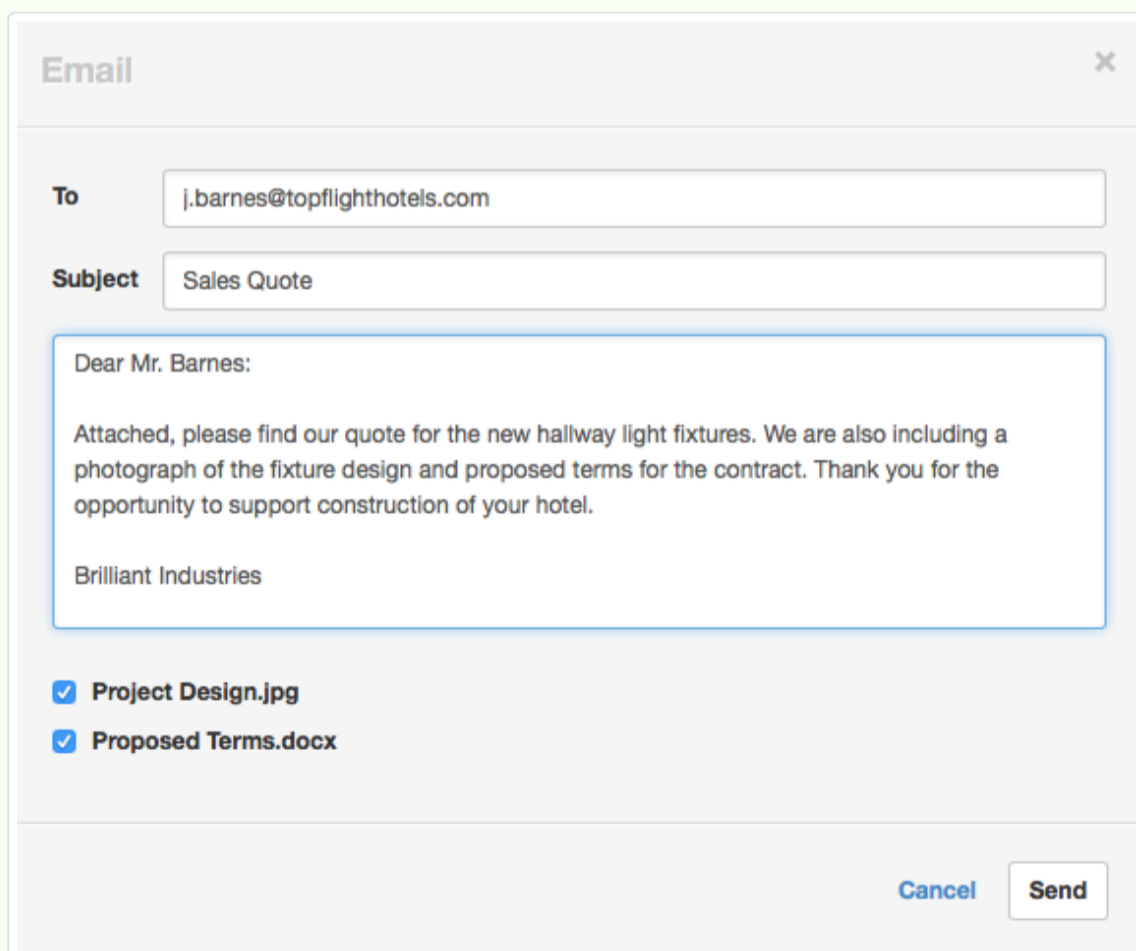 Email
×
To
j.barnes@topflighthotels.com
Subject
Sales Quote
Dear Mr. Barnes:
Attached, please find our quote for the new hallway light fixtures. We are also including a
photograph of the fixture design and proposed terms for the contract. Thank you for the
opportunity to support construction of your hotel.
Brilliant Industries
Project Design.jpg
Proposed Terms.docx
Cancel
Send